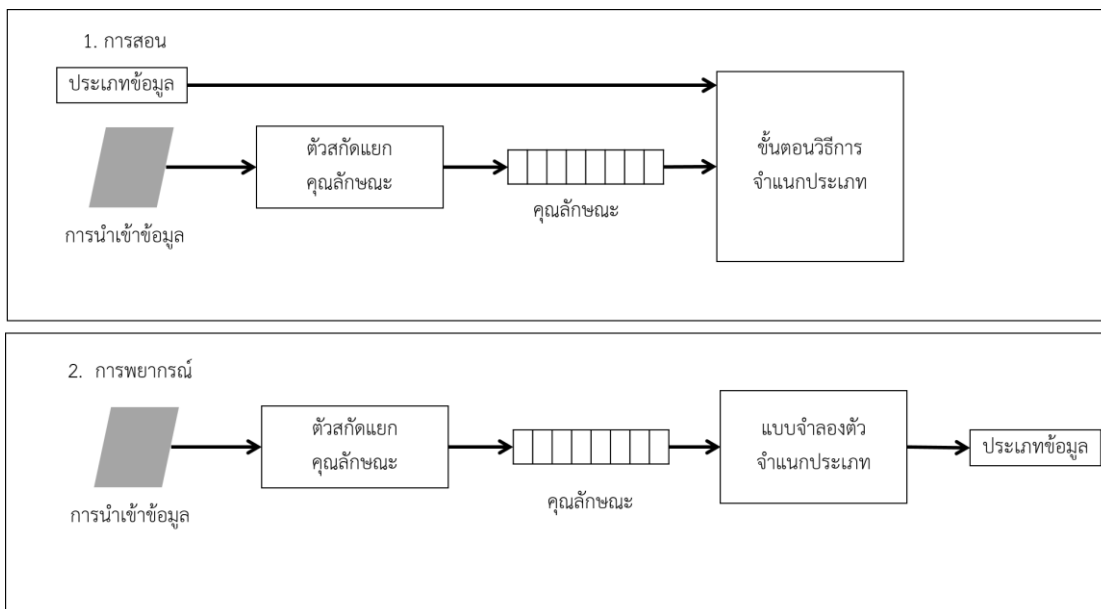 1. การสอน
ประเภทข้อมูล
ตัวสกัดแยก
คุณลักษณะ
ขั้นตอนวิธีการ
จำแนกประเภท
คุณลักษณะ
การนำเข้าข้อมูล
2. การพยากรณ์
ตัวสกัดแยก
คุณลักษณะ
แบบจำลองตัว
จำแนกประเภท
ประเภทข้อมูล
คุณลักษณะ
การนำเข้าข้อมูล